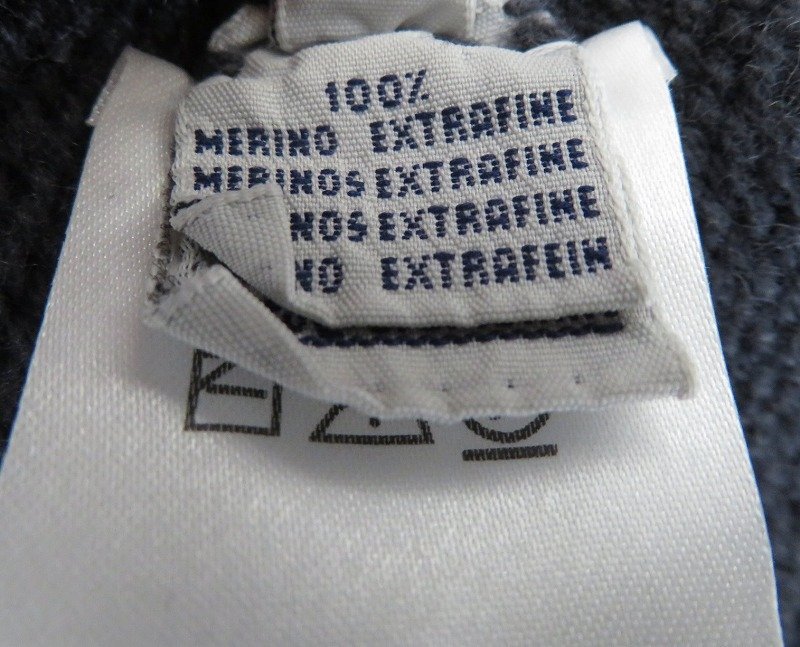 100%
MERINO EXTRAFINE
MERINOS EXTRAFINE
NOS EXTRAFINE
NO EXTRAFEIN